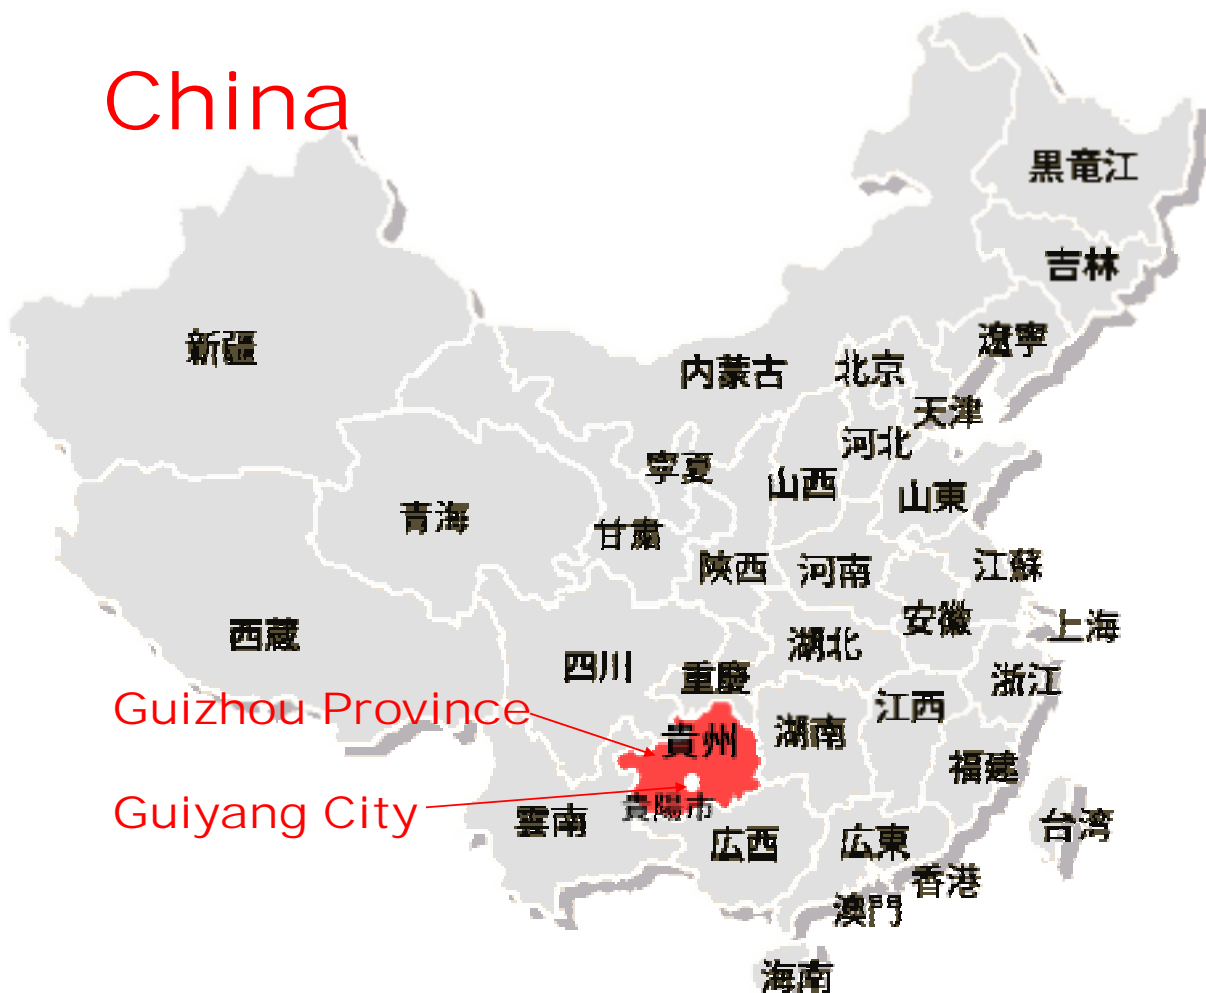 China
黒竜江
吉林
遼寧
新疆
内蒙古
北京
天津
河北
寧夏
山西
山東
青海
甘粛
陝西
河南
江蘇
安徽
上海
西蔵
湖北
四川
重慶
浙江
江西
Guizhou Province
貴州
湖南
福建
Guiyang City
貴陽市
雲南
広西
広東
台湾
香港
澳門
海南